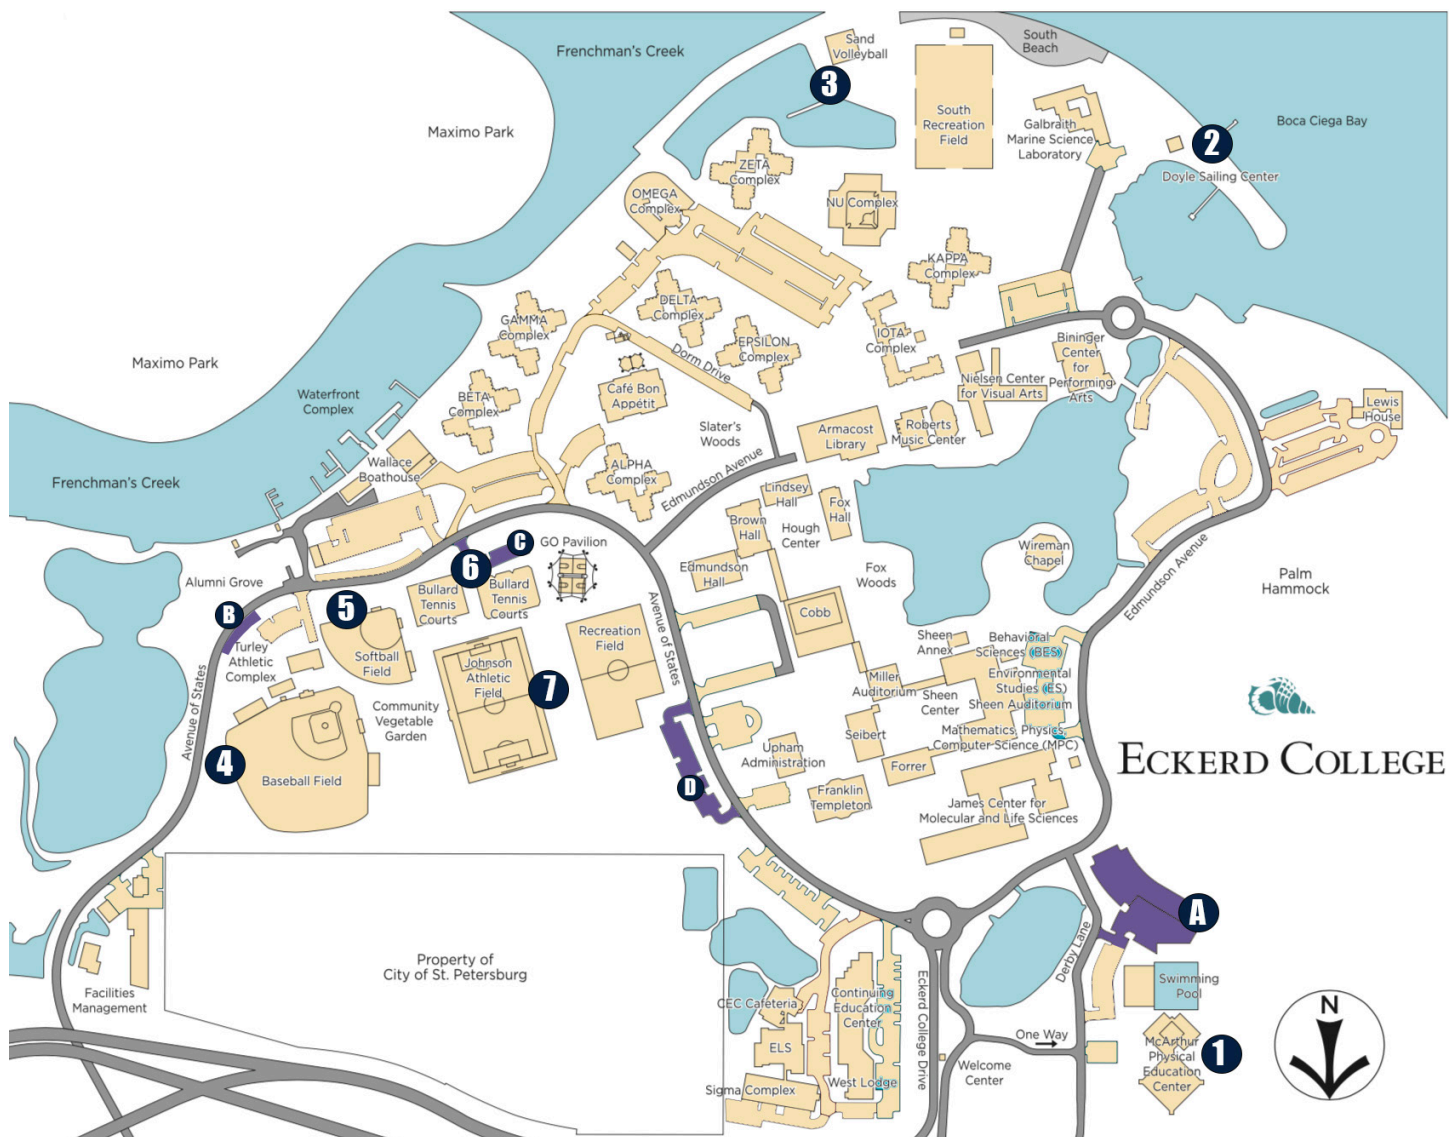 Frenchman's Creek
Sand
Volleyball
3
South
Beach
Maximo Park
South
Recreation
Field
Galbraith
Marine Science
Laboratory
Boca Ciega Bay
2
Doyle Sailing Center
ZETA
Complex
OMEGA
Complex
NU Complex
KAPPA
Complex
DELTA
Complex
GAMMA
Complex
EPSILON
Complex
IOTA
Complex
Bininger
Center
for
Performing
Arts
Maximo Park
Dorm Drive
Café Bon
Appétit
Nielsen Center
for Visual Arts
Waterfront
Complex
BETA
Complex
Lewis
House
Slater's
Woods
Armacost
Library
Roberts
Music Center
Wallace
Boathouse
ALPHA
Complex
Edmundson Avenue
Frenchman's Creek
Lindsey
Hall
Fox
Hall
Brown
Hall
Hough
Center
C
GO Pavilion
6
Wireman
Chapel
Edmundson Avenue
Alumni Grove
Bullard
Tennis
Courts
Bullard
Tennis
Courts
Edmundson
Hall
Fox
Woods
Palm
Hammock
5
B
Avenue of States
Cobb
Turley
Athletic
Complex
Softball
Field
Recreation
Field
Sheen
Annex
Behavioral
Sciences (BES)
Johnson
Athletic
Field
7
Miller
Auditorium
Environmental
Studies (ES)
Sheen
Center
Sheen Auditorium
Avenue of States
Community
Vegetable
Garden
Seibert
Mathematics, Physics,
Computer Science (MPC)
4
Baseball Field
Upham
Administration
Forrer
ECKERD COLLEGE
D
Franklin
Templeton
James Center for
Molecular and Life Sciences
A
Derby Lane
Property of
City of St. Petersburg
Swimming
Pool
Facilities
Management
CEC Cafeteria
Continuing
Education
Center
Eckerd College Drive
One Way
N
ELS
McArthur
Physical
Education
Center
1
Welcome
Center
Sigma Complex
West Lodge